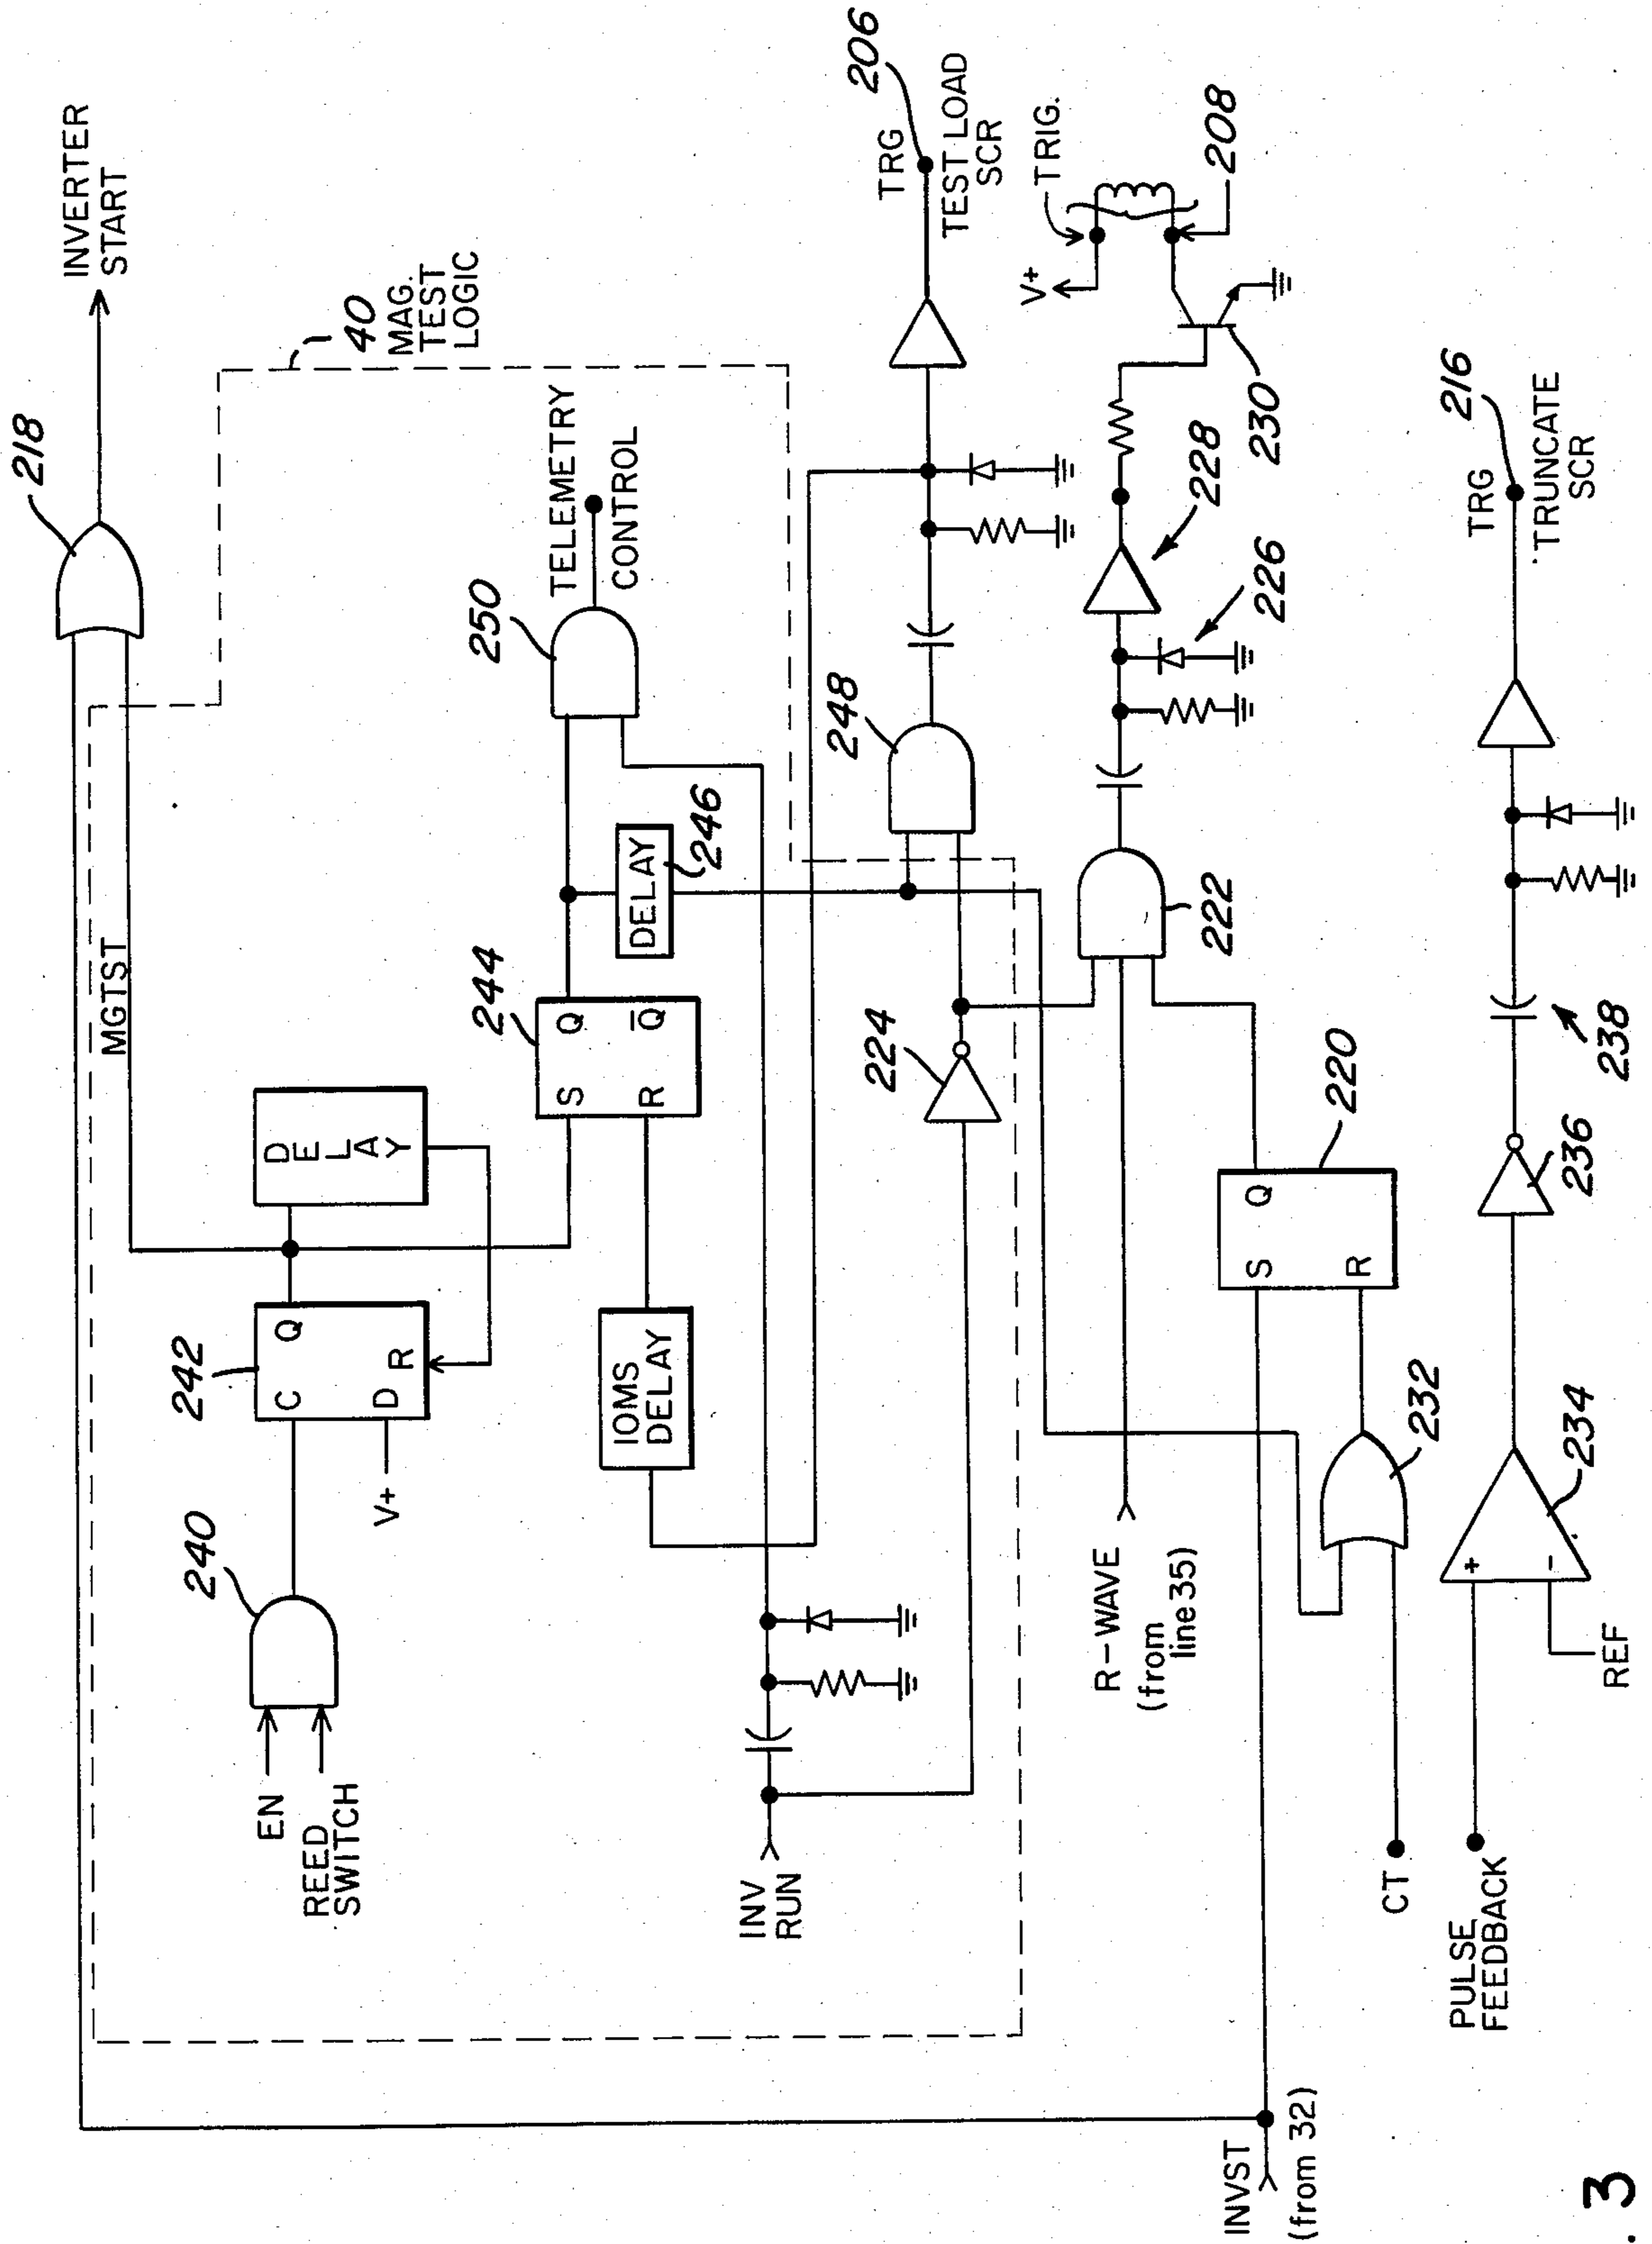 218
INVERTER
START
40
MAG.
TEST
LOGIC
MGTST
EN
REED
SWITCH
240
242
C
Q
D
R
V+
DELAY
244
S
Q
R
Q
IOMS
DELAY
DELAY
246
250
TELEMETRY
CONTROL
INV
RUN
224
248
TRG
206
TEST LOAD
SCR
R-WAVE
(from
line 35)
222
226
228
230
V+
TRIG.
208
INVST
(from 32)
S
Q
R
220
CT
232
PULSE
FEEDBACK
+
-
REF
234
236
238
TRG
216
TRUNCATE
SCR
. 3